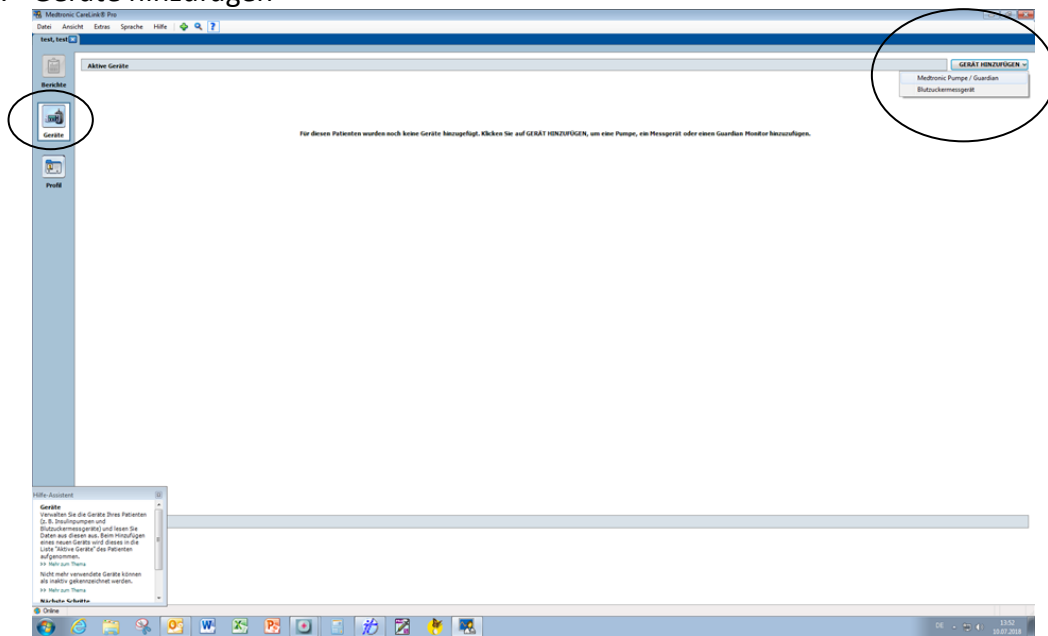 Geräte hinzufügen
Medtronic CareLink® Pro
Datei Ansicht Extras Sprache Hilfe
test, test
Aktive Geräte
GERÄT HINZUFÜGEN
Medtronic Pumpe / Guardian
Blutzuckermessgerät
Berichte
Geräte
Profil
Für diesen Patienten wurden noch keine Geräte hinzugefügt. Klicken Sie auf GERÄT HINZUFÜGEN, um eine Pumpe, ein Messgerät oder einen Guardian Monitor hinzuzufügen.
Hilfe-Assistent
Geräte
Verwalten Sie die Geräte Ihres Patienten
(z. B. Insulinpumpen und
Blutzuckermessgeräte) und lesen Sie
Daten aus diesen aus. Beim Hinzufügen
eines neuen Geräts wird dieses in die
Liste "Aktive Geräte" des Patienten
aufgenommen.
>> Mehr zum Thema
Nicht mehr verwendete Geräte können
als inaktiv gekennzeichnet werden.
>> Mehr zum Thema
Nächste Schritte
Online
DE
13:52
10.07.2018